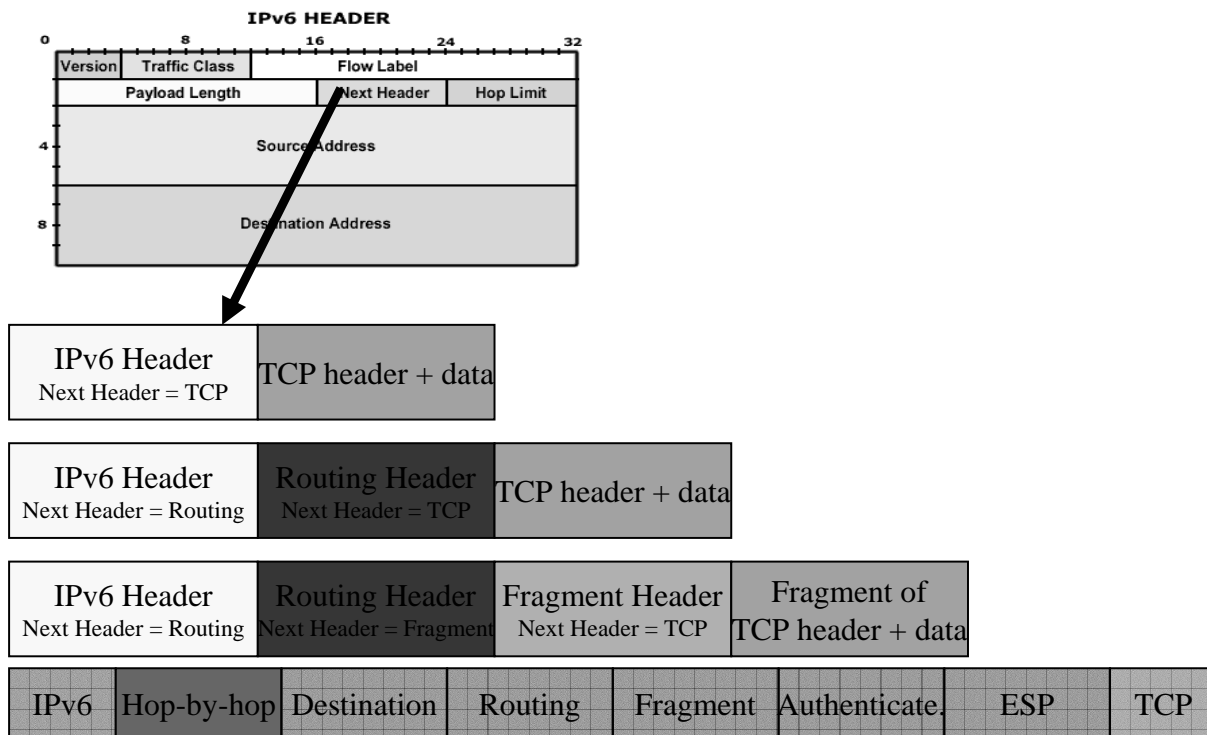 IPv6 HEADER
0 8 16 24 32
Version Traffic Class Flow Label
Payload Length Next Header Hop Limit
4 Source Address
8 Destination Address
IPv6 Header
Next Header = TCP
TCP header + data
IPv6 Header
Next Header = Routing
Routing Header
Next Header = TCP
TCP header + data
IPv6 Header
Next Header = Routing
Routing Header
Next Header = Fragment
Fragment Header
Next Header = TCP
Fragment of
TCP header + data
IPv6 Hop-by-hop Destination Routing Fragment Authenticate. ESP TCP